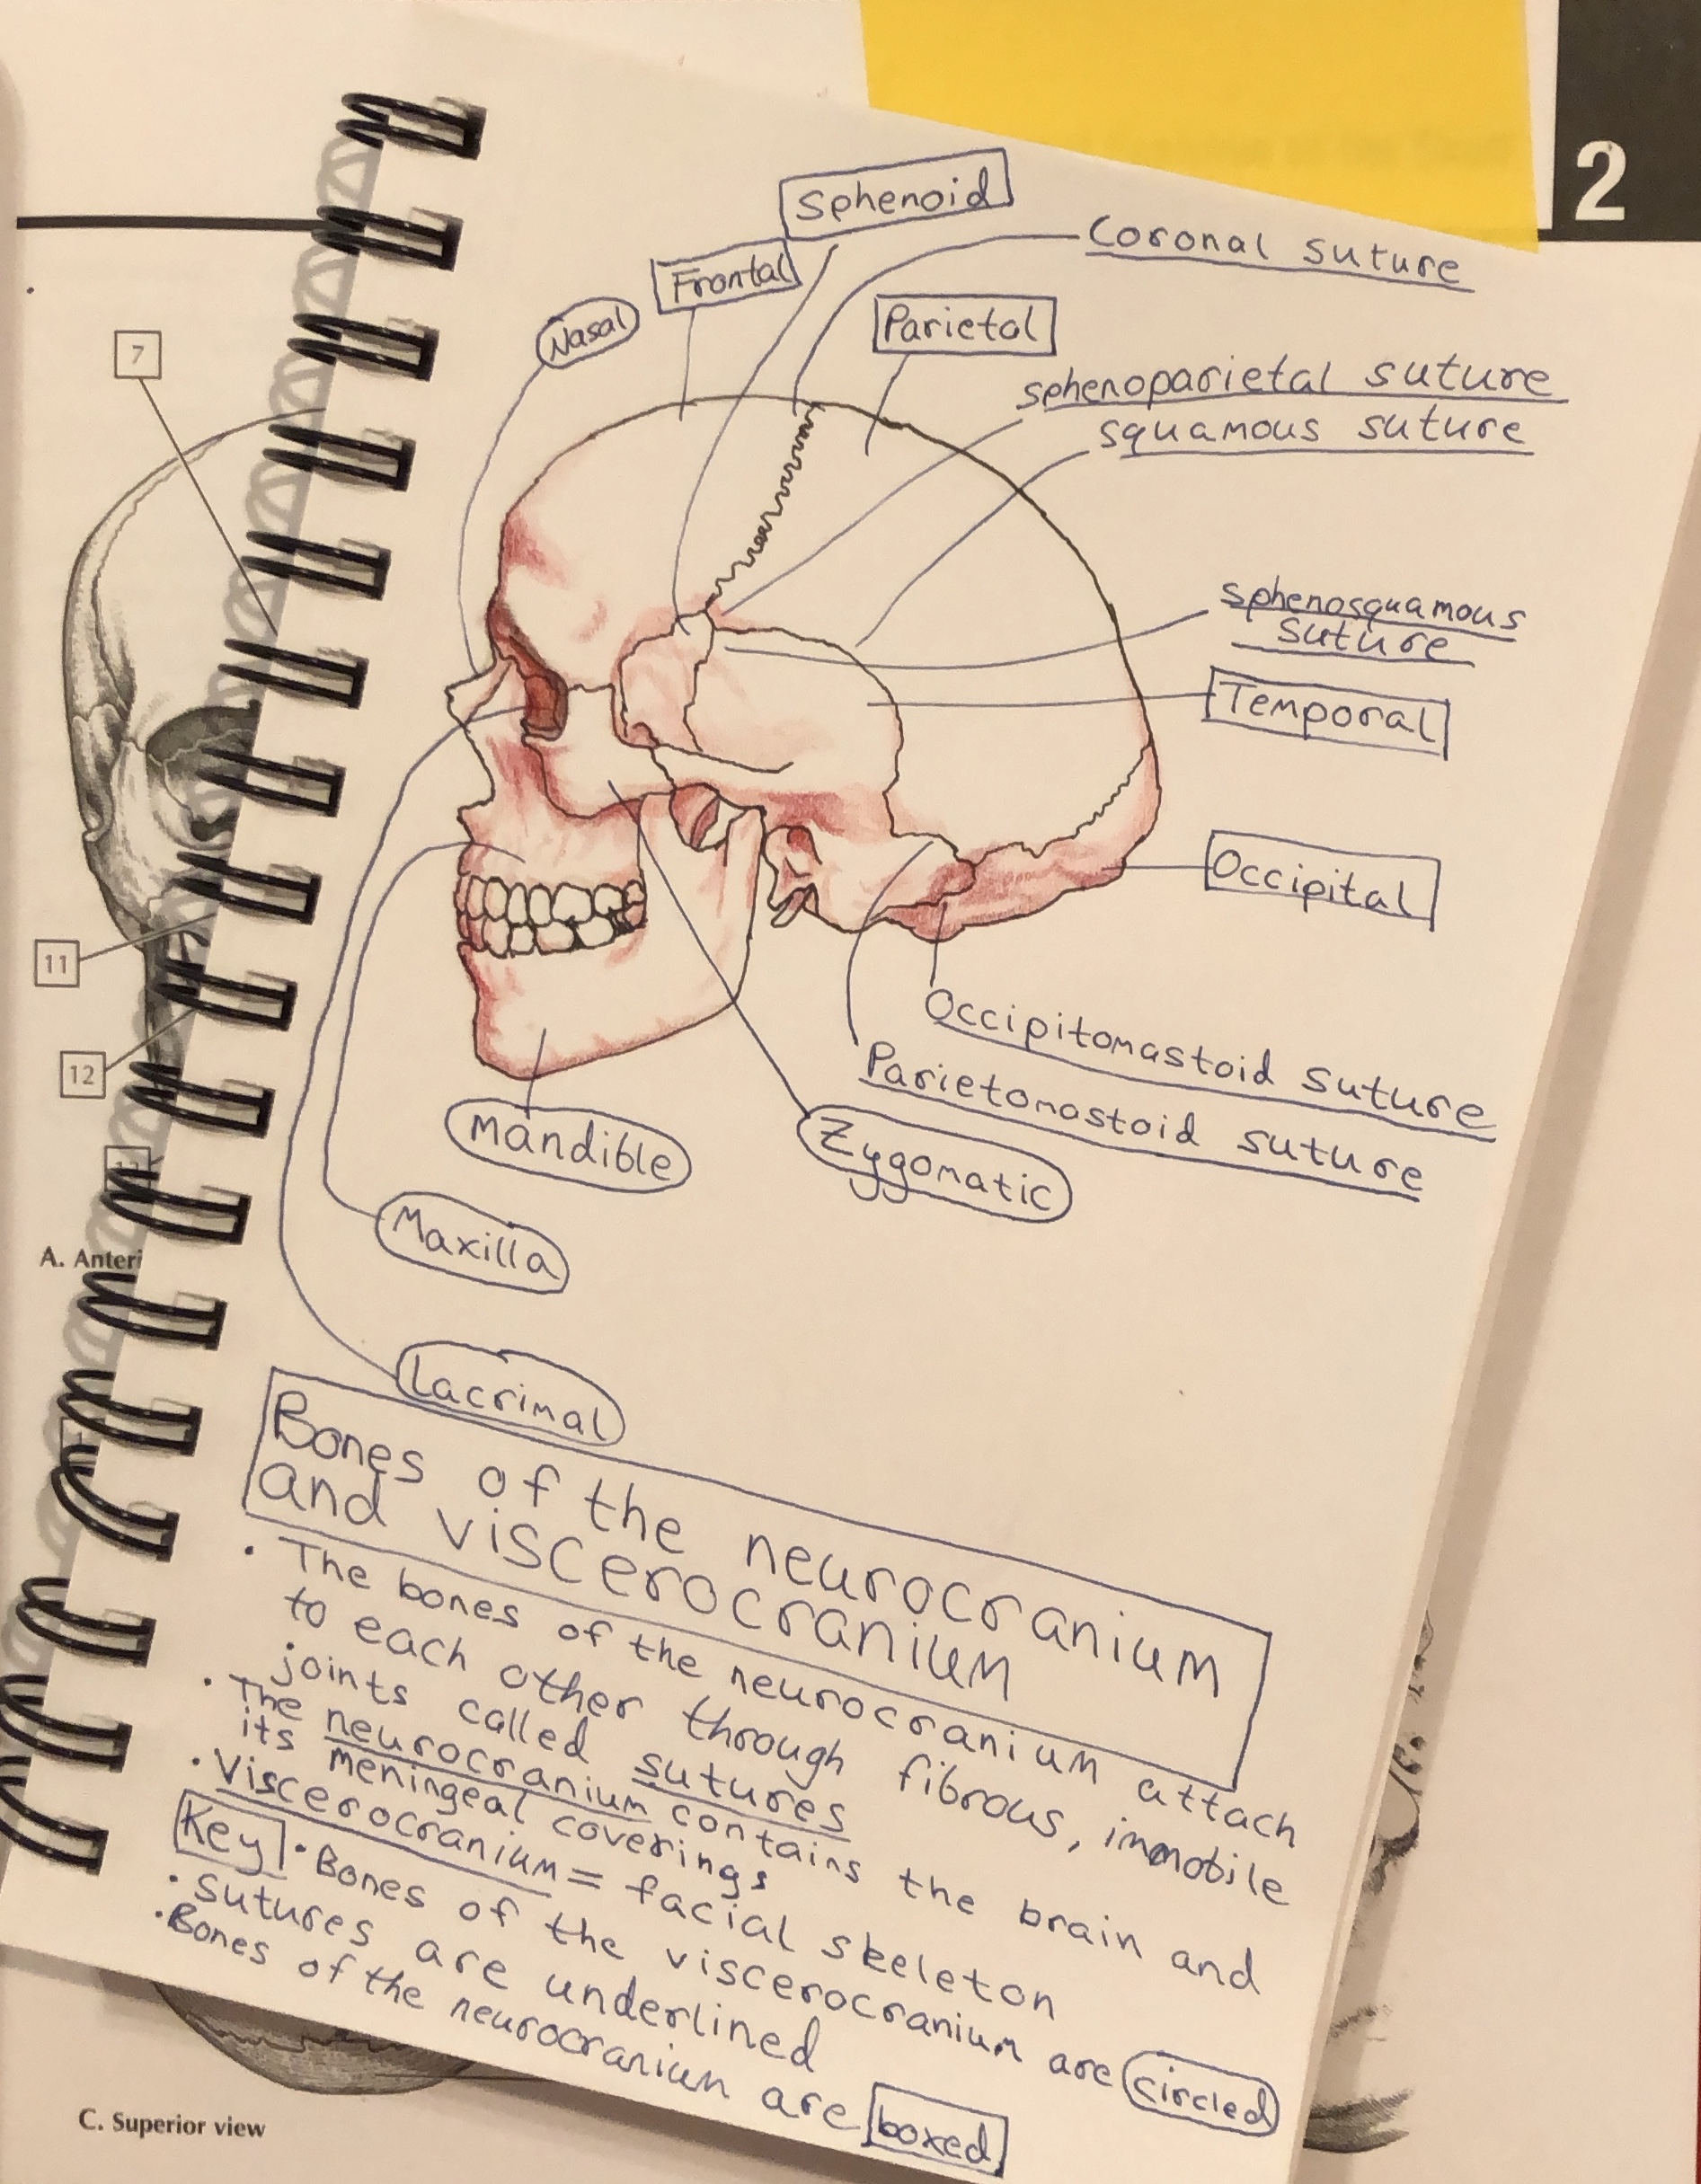 2
Sphenoid
Coronal suture
Frontal
Nasal
Parietal
7
sphenoparietal suture
squamous suture
sphenosquamous
suture
Temporal
Occipital
11
Occipitomastoid suture
12
Parietomastoid suture
mandible
Zygomatic
Maxilla
A. Anteri
Lacrimal
Bones of the neurocranium
and viscerocranium
• The bones of the neurocranium attach
to each other through fibrous, immobile
joints called sutures
• The neurocranium contains the brain and
its meningeal coverings
• Viscerocranium = facial skeleton
Key • Bones of the viscerocranium are circled
• Sutures are underlined
• Bones of the neurocranium are boxed
C. Superior view